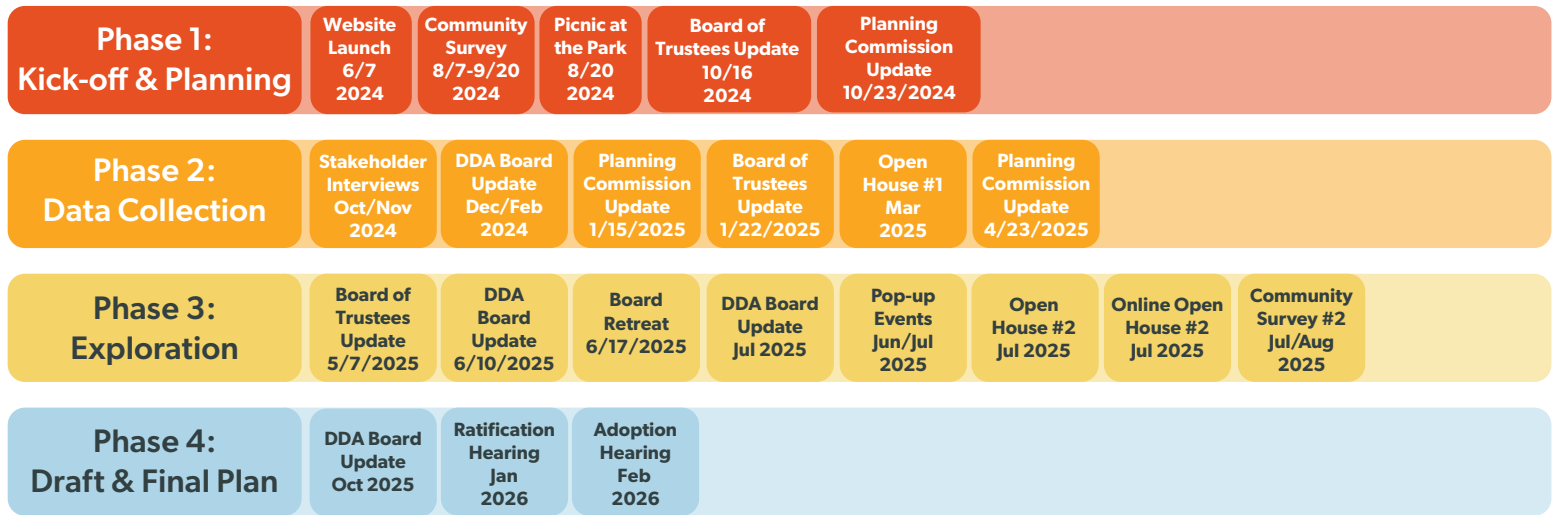 Phase 1:
Kick-off & Planning
Website
Launch
6/7
2024
Community
Survey
8/7-9/20
2024
Picnic at
the Park
8/20
2024
Board of
Trustees Update
10/16
2024
Planning
Commission
Update
10/23/2024
Phase 2:
Data Collection
Stakeholder
Interviews
Oct/Nov
2024
DDA Board
Update
Dec/Feb
2024
Planning
Commission
Update
1/15/2025
Board of
Trustees
Update
1/22/2025
Open
House #1
Mar
2025
Planning
Commission
Update
4/23/2025
Phase 3:
Exploration
Board of
Trustees
Update
5/7/2025
DDA
Board
Update
6/10/2025
Board
Retreat
6/17/2025
DDA Board
Update
Jul 2025
Pop-up
Events
Jun/Jul
2025
Open
House #2
Jul 2025
Online Open
House #2
Jul 2025
Community
Survey #2
Jul/Aug
2025
Phase 4:
Draft & Final Plan
DDA Board
Update
Oct 2025
Ratification
Hearing
Jan
2026
Adoption
Hearing
Feb
2026